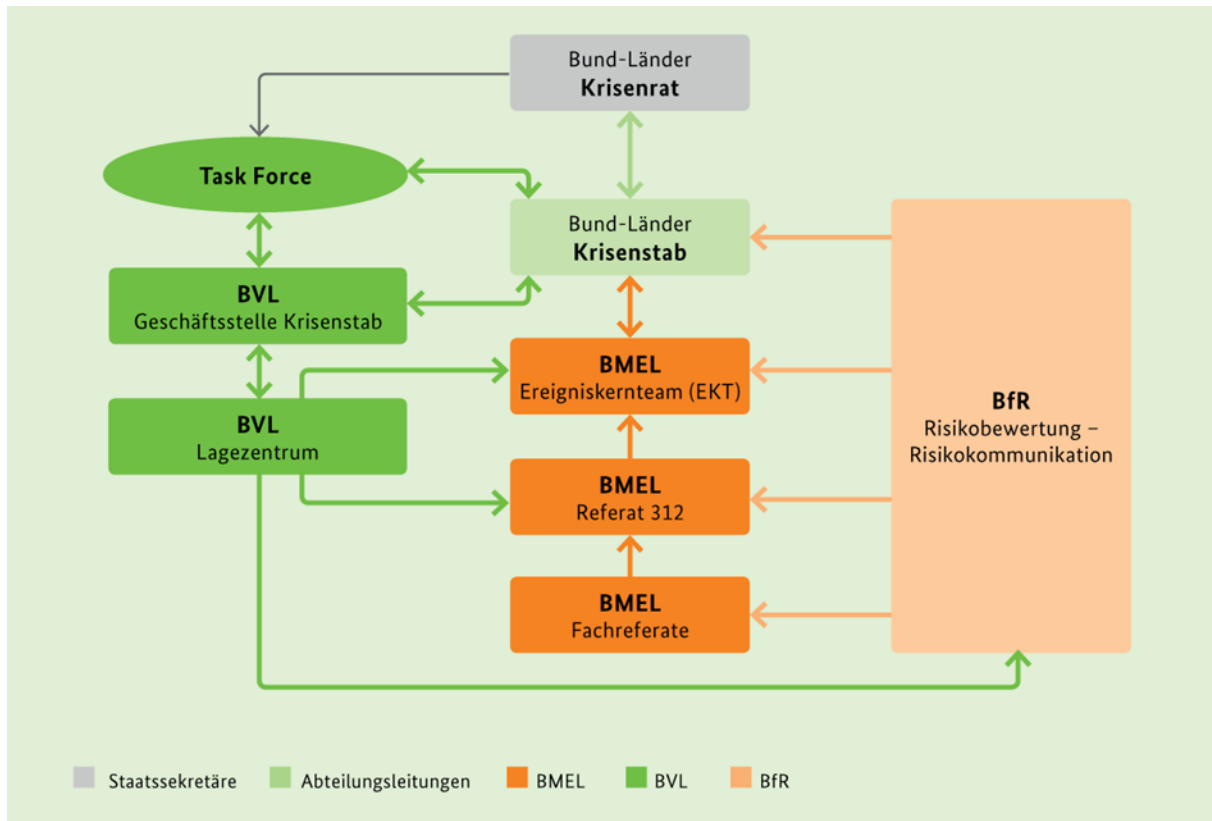 Bund-Länder
Krisenrat
Task Force
Bund-Länder
Krisenstab
BVL
Geschäftsstelle Krisenstab
BMEL
Ereigniskernteam (EKT)
BfR
Risikobewertung –
Risikokommunikation
BVL
Lagezentrum
BMEL
Referat 312
BMEL
Fachreferate
Staatssekretäre
Abteilungsleitungen
BMEL
BVL
BfR